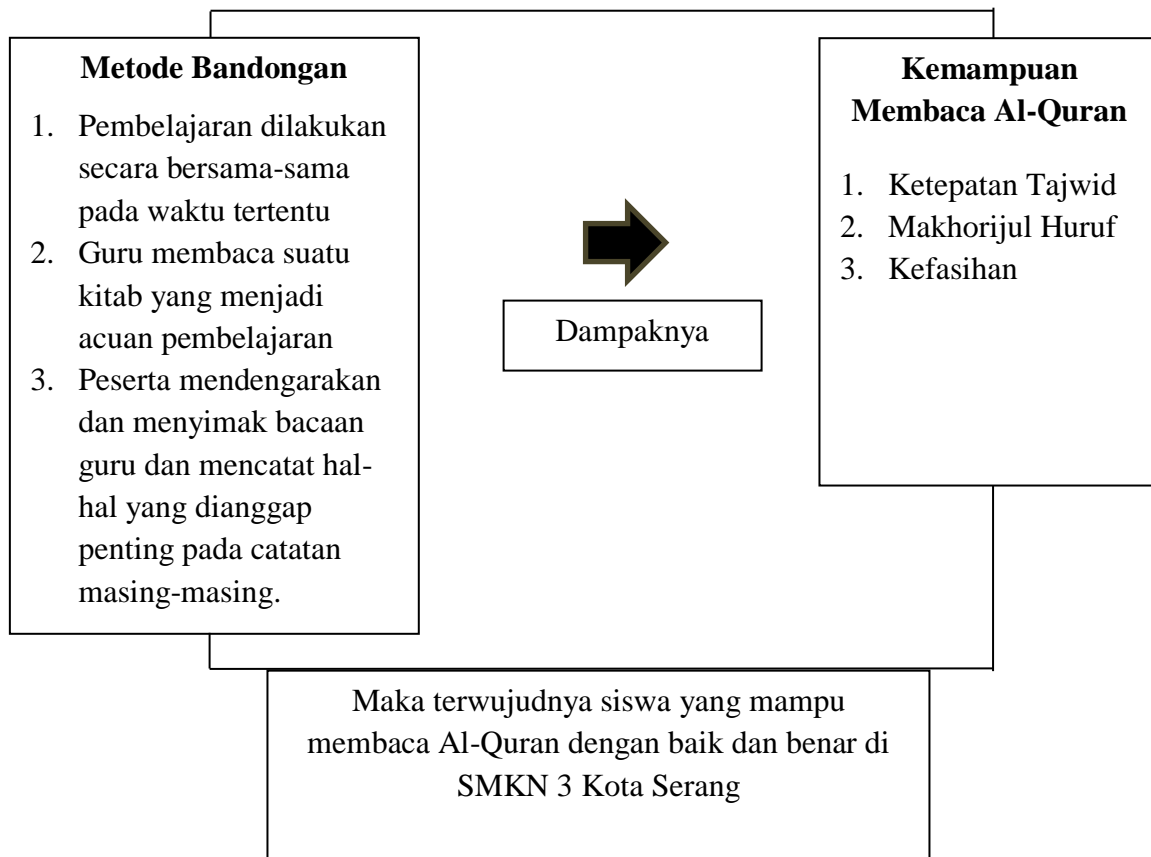 Metode Bandongan
1. Pembelajaran dilakukan
secara bersama-sama
pada waktu tertentu
2. Guru membaca suatu
kitab yang menjadi
acuan pembelajaran
3. Peserta mendengarakan
dan menyimak bacaan
guru dan mencatat hal-
hal yang dianggap
penting pada catatan
masing-masing.
Dampaknya
Kemampuan
Membaca Al-Quran
1. Ketepatan Tajwid
2. Makhorijul Huruf
3. Kefasihan
Maka terwujudnya siswa yang mampu
membaca Al-Quran dengan baik dan benar di
SMKN 3 Kota Serang